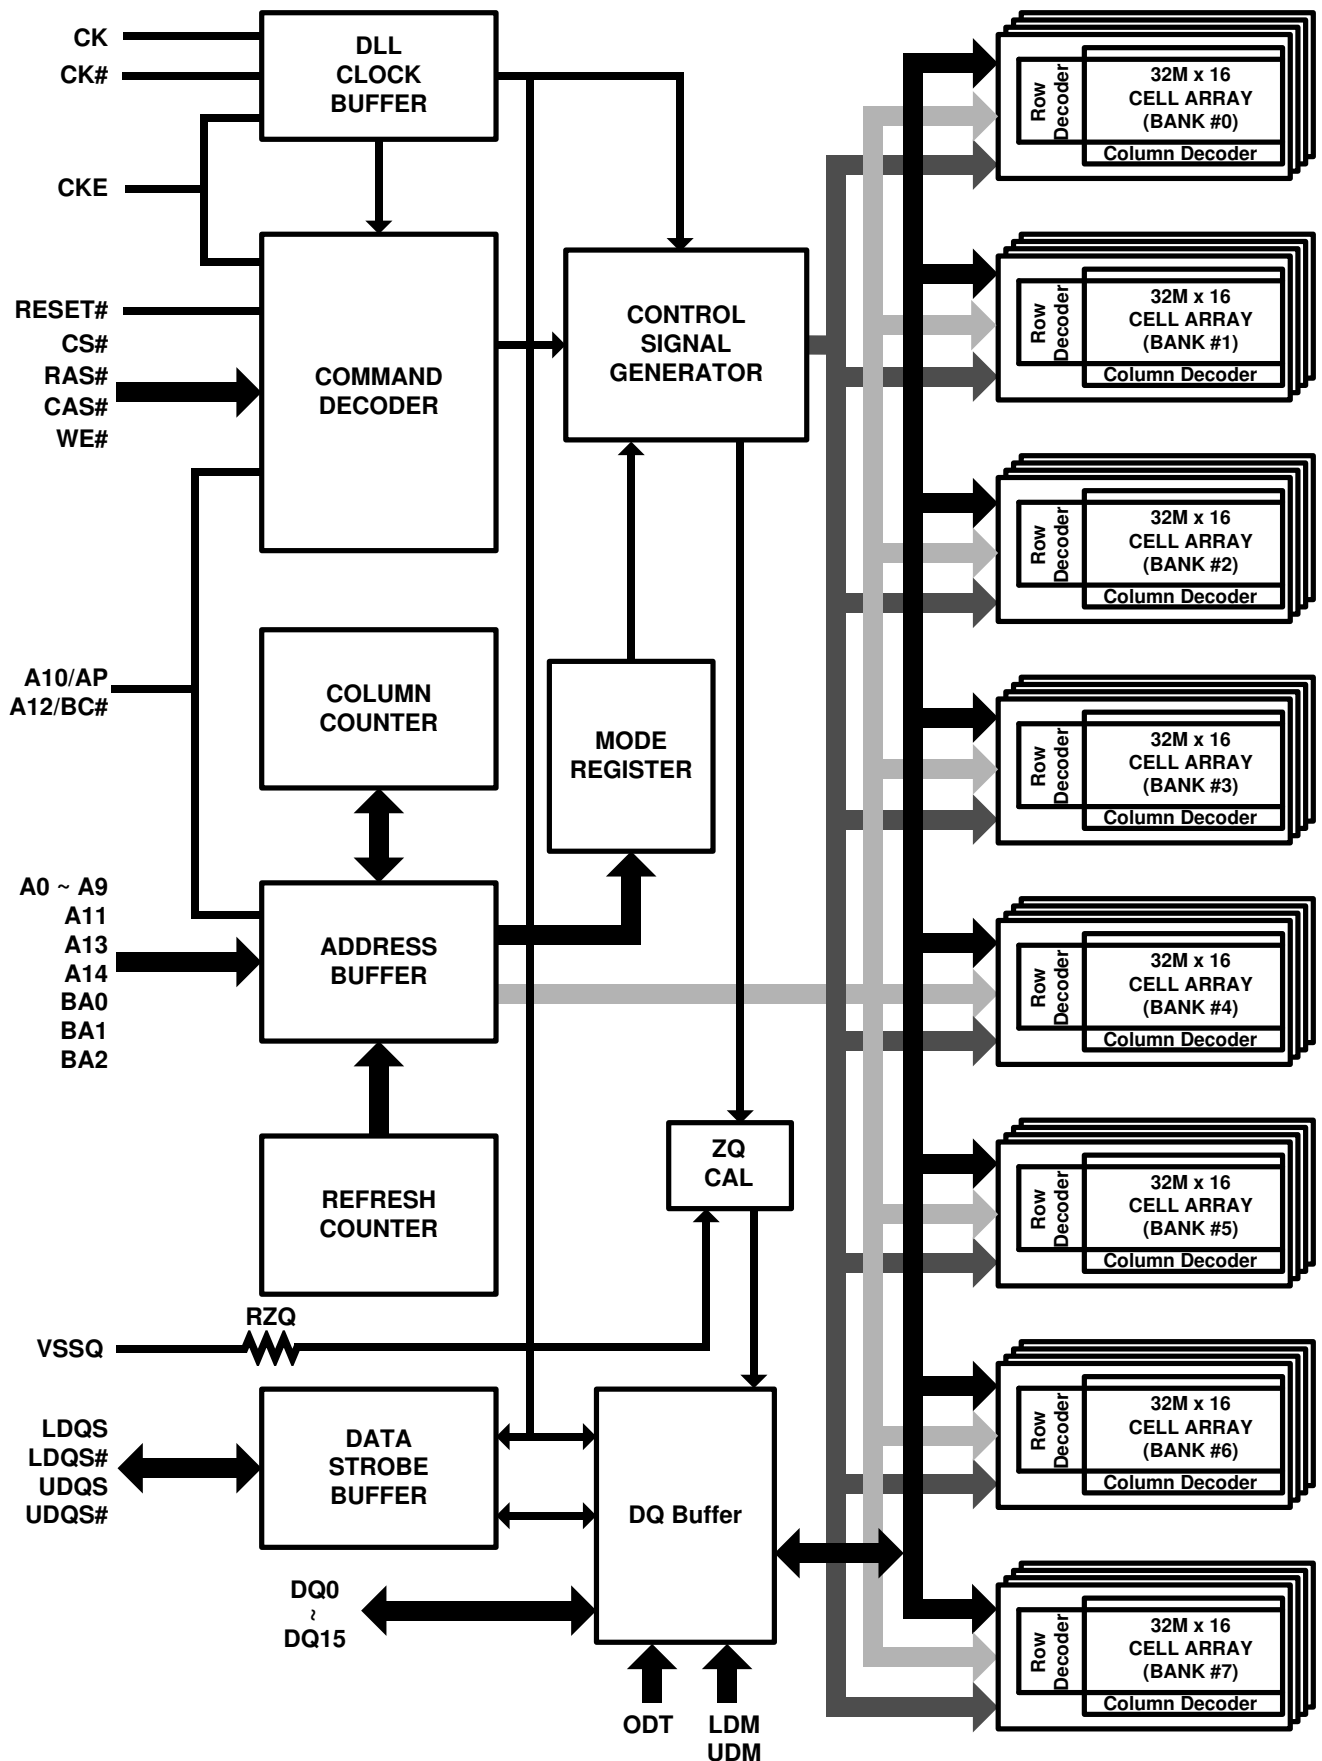 CK
CK#
CKE
RESET#
CS#
RAS#
CAS#
WE#
A10/AP
A12/BC#
A0 ~ A9
A11
A13
A14
BA0
BA1
BA2
VSSQ
RZQ
LDQS
LDQS#
UDQS
UDQS#
DQ0
~
DQ15
DLL
CLOCK
BUFFER
COMMAND
DECODER
COLUMN
COUNTER
ADDRESS
BUFFER
REFRESH
COUNTER
DATA
STROBE
BUFFER
CONTROL
SIGNAL
GENERATOR
MODE
REGISTER
ZQ
CAL
DQ Buffer
ODT
LDM
UDM
Row
Decoder
32M x 16
CELL ARRAY
(BANK #0)
Column Decoder
Row
Decoder
32M x 16
CELL ARRAY
(BANK #1)
Column Decoder
Row
Decoder
32M x 16
CELL ARRAY
(BANK #2)
Column Decoder
Row
Decoder
32M x 16
CELL ARRAY
(BANK #3)
Column Decoder
Row
Decoder
32M x 16
CELL ARRAY
(BANK #4)
Column Decoder
Row
Decoder
32M x 16
CELL ARRAY
(BANK #5)
Column Decoder
Row
Decoder
32M x 16
CELL ARRAY
(BANK #6)
Column Decoder
Row
Decoder
32M x 16
CELL ARRAY
(BANK #7)
Column Decoder